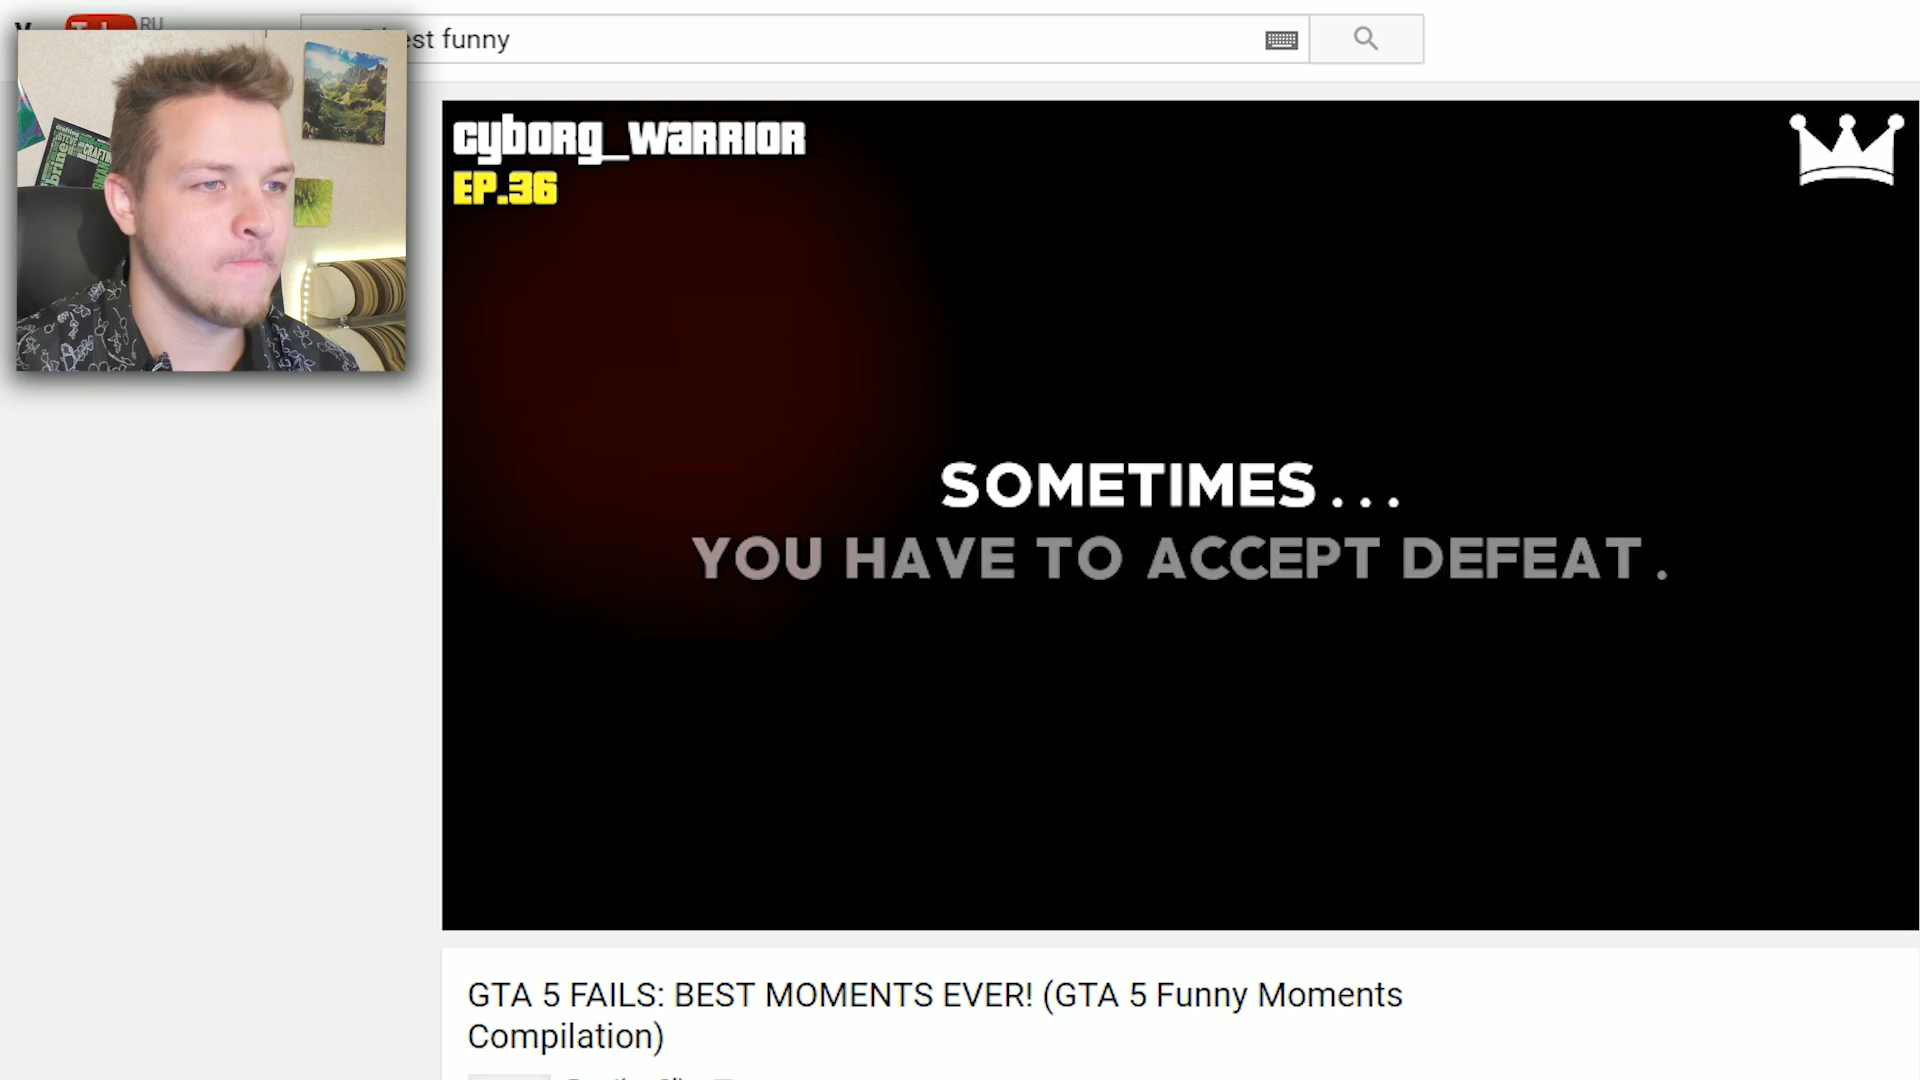 RU
est funny
cyborg_warrior
EP.36
SOMETIMES...
YOU HAVE TO ACCEPT DEFEAT.
GTA 5 FAILS: BEST MOMENTS EVER! (GTA 5 Funny Moments
Compilation)